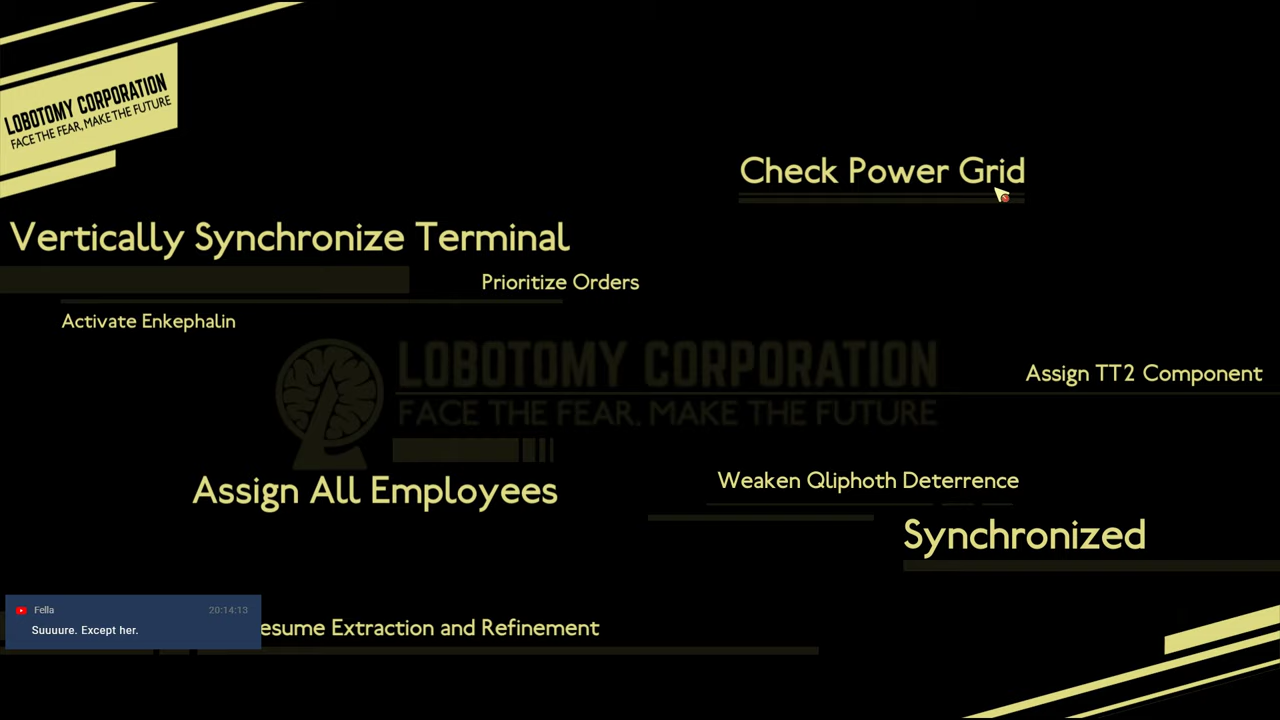 LOBOTOMY CORPORATION
FACE THE FEAR, MAKE THE FUTURE
Check Power Grid
Vertically Synchronize Terminal
Prioritize Orders
Activate Enkephalin
LOBOTOMY CORPORATION
FACE THE FEAR, MAKE THE FUTURE
Assign TT2 Component
Assign All Employees
Weaken Qliphoth Deterrence
Synchronized
Fella 20:14:13
Suuuure. Except her.
esume Extraction and Refinement